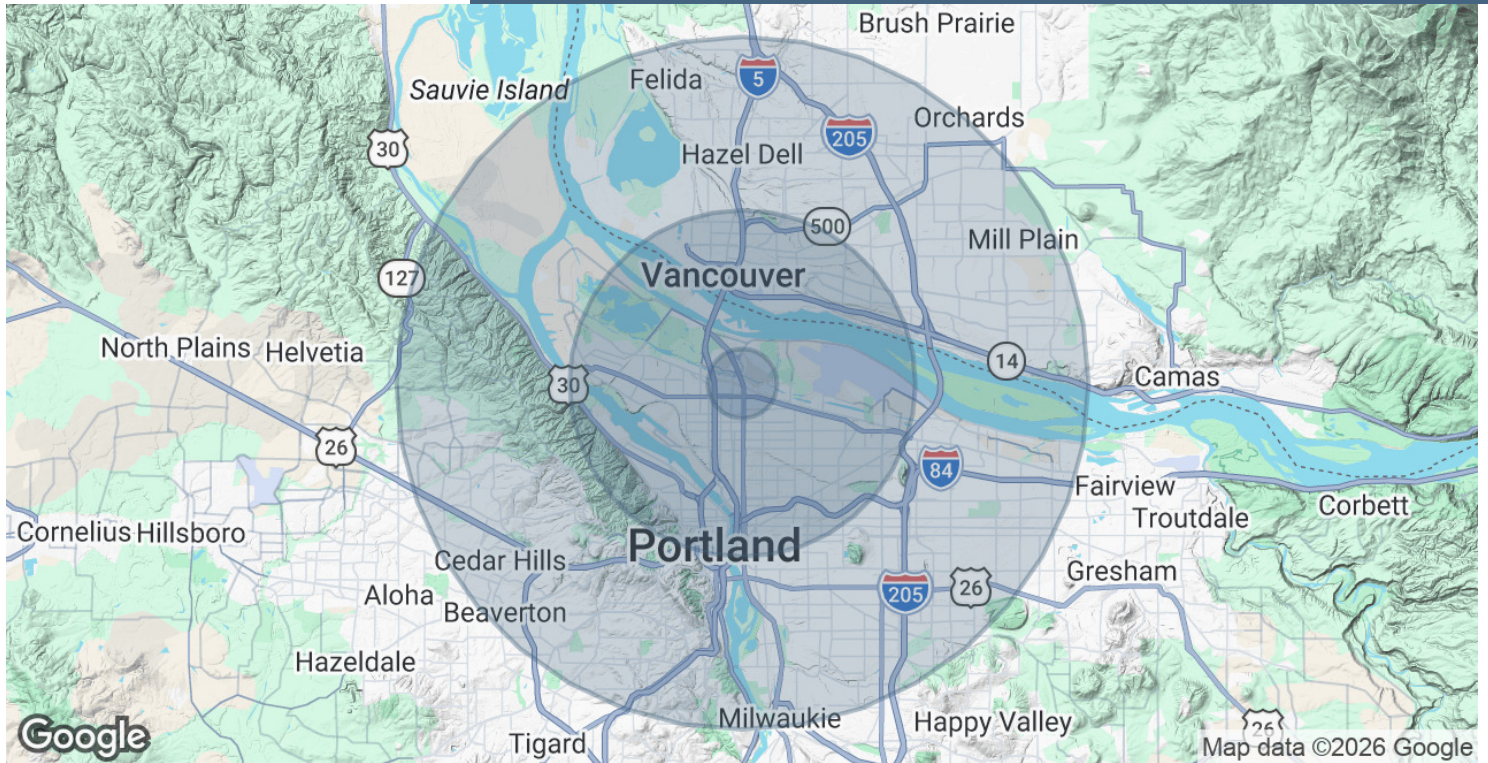 Brush Prairie
Felida
5
Sauvie Island
Orchards
205
30
Hazel Dell
500
Mill Plain
Vancouver
127
North Plains
Helvetia
14
Camas
30
26
84
Fairview
Corbett
Troutdale
Cornelius
Hillsboro
Portland
Cedar Hills
Gresham
Aloha
205
26
Beaverton
Hazeldale
Milwaukie
Happy Valley
26
Google
Tigard
Map data ©2026 Google